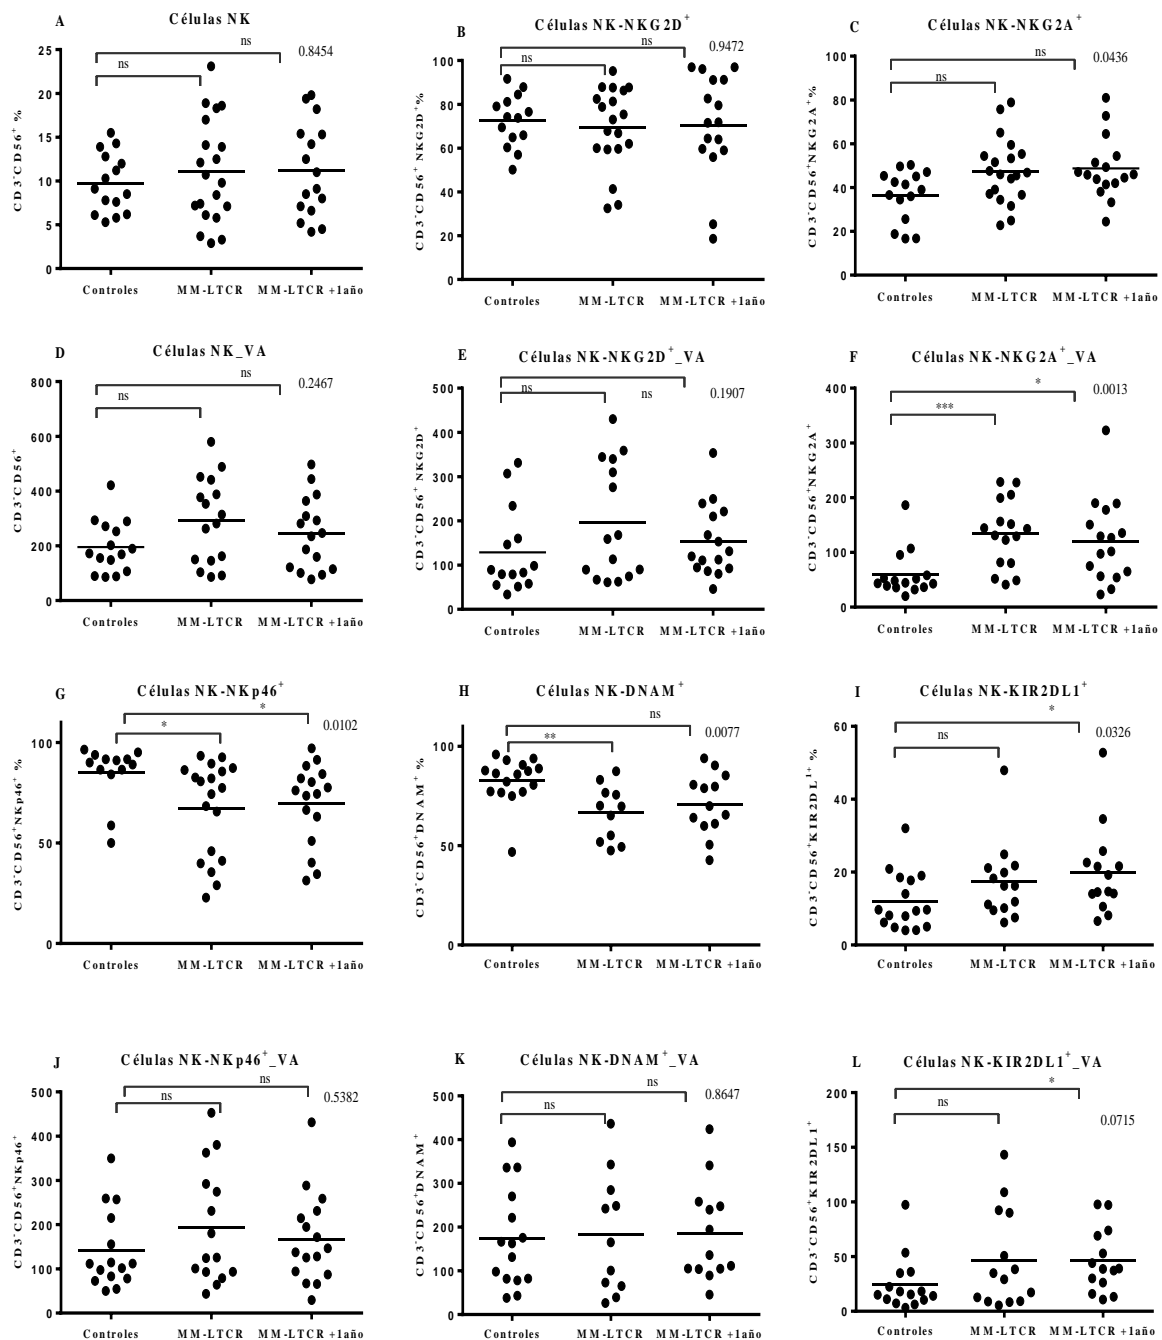 A
Células NK
ns
ns
0.8454
CD3⁻CD56⁺ %
25
20
15
10
5
0
Controles
MM-LTCR
MM-LTCR +1año
B
Células NK-NKG2D⁺
ns
ns
0.9472
CD3⁻CD56⁺ NKG2D⁺%
100
80
60
40
20
0
Controles
MM-LTCR
MM-LTCR +1año
C
Células NK-NKG2A⁺
ns
ns
0.0436
CD3⁻CD56⁺NKG2A⁺%
100
80
60
40
20
0
Controles
MM-LTCR
MM-LTCR +1año
D
Células NK_VA
ns
ns
0.2467
CD3⁻CD56⁺
800
600
400
200
0
Controles
MM-LTCR
MM-LTCR +1año
E
Células NK-NKG2D⁺_VA
ns
ns
0.1907
CD3⁻CD56⁺ NKG2D⁺
500
400
300
200
100
0
Controles
MM-LTCR
MM-LTCR +1año
F
Células NK-NKG2A⁺_VA
*
***
0.0013
CD3⁻CD56⁺NKG2A⁺
400
300
200
100
0
Controles
MM-LTCR
MM-LTCR +1año
G
Células NK-NKp46⁺
*
*
0.0102
CD3⁻CD56⁺NKp46⁺ %
100
50
0
Controles
MM-LTCR
MM-LTCR +1año
H
Células NK-DNAM⁺
ns
**
0.0077
CD3⁻CD56⁺DNAM⁺ %
100
50
0
Controles
MM-LTCR
MM-LTCR +1año
I
Células NK-KIR2DL1⁺
*
ns
0.0326
CD3⁻CD56⁺KIR2DL¹⁺ %
60
40
20
0
Controles
MM-LTCR
MM-LTCR +1año
J
Células NK-NKp46⁺_VA
ns
ns
0.5382
CD3⁻CD56⁺NKp46⁺
500
400
300
200
100
0
Controles
MM-LTCR
MM-LTCR +1año
K
Células NK-DNAM⁺_VA
ns
ns
0.8647
CD3⁻CD56⁺DNAM⁺
500
400
300
200
100
0
Controles
MM-LTCR
MM-LTCR +1año
L
Células NK-KIR2DL1⁺_VA
*
ns
0.0715
CD3⁻CD56⁺KIR2DL1⁺
200
150
100
50
0
Controles
MM-LTCR
MM-LTCR +1año